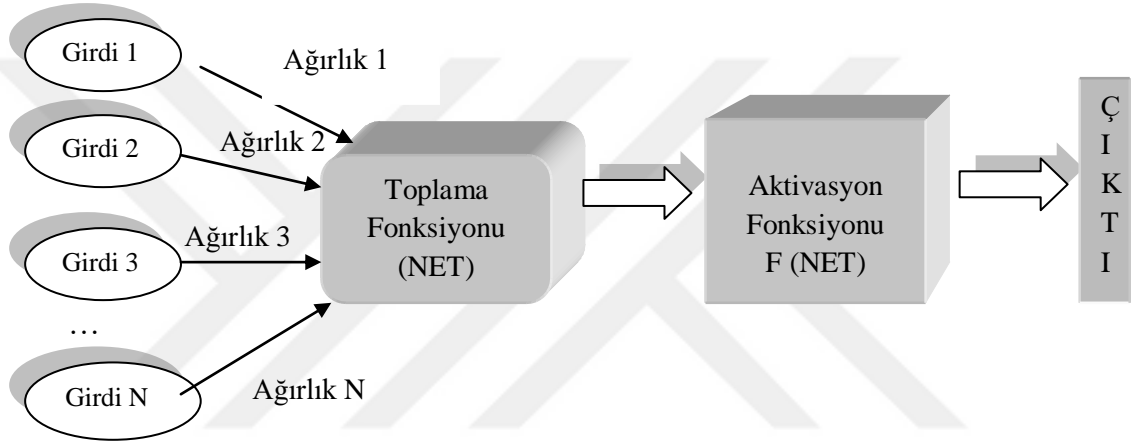 Girdi 1
Ağırlık 1
Girdi 2
Ağırlık 2
Girdi 3
Ağırlık 3
…
Girdi N
Ağırlık N
Toplama
Fonksiyonu
(NET)
Aktivasyon
Fonksiyonu
F (NET)
Ç
I
K
T
I